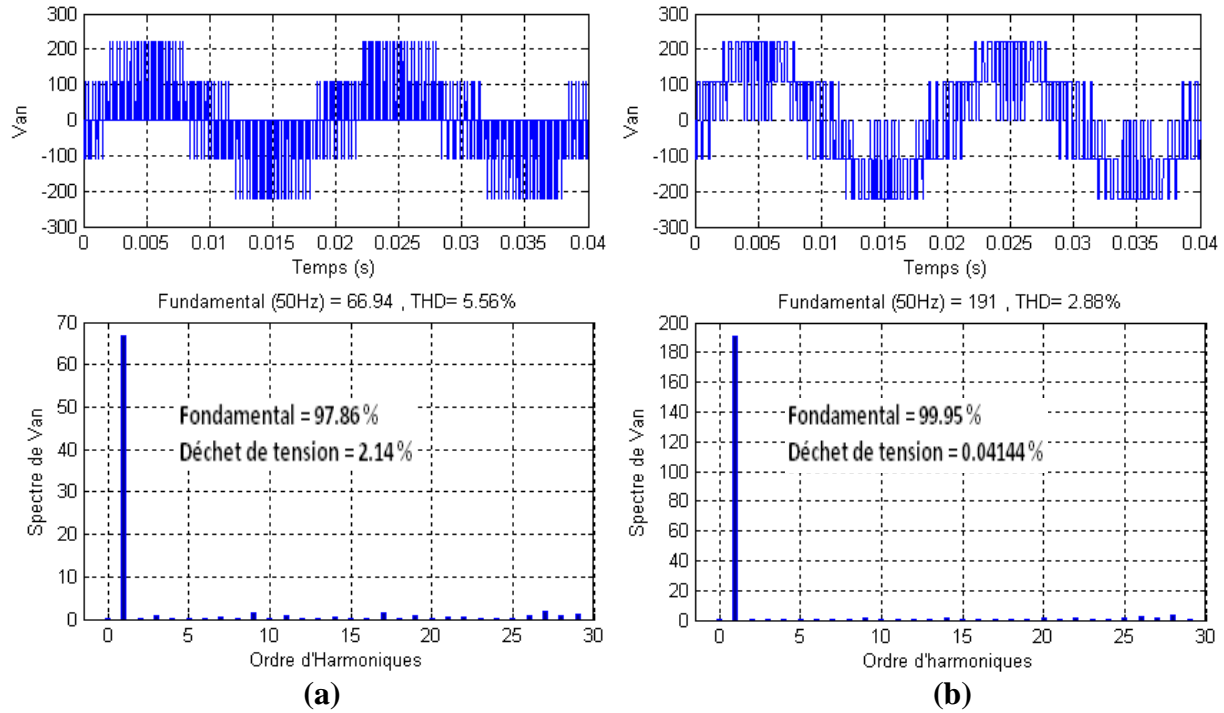 300
200
100
0
-100
-200
-300
Van
0 0.005 0.01 0.015 0.02 0.025 0.03 0.035 0.04
Temps (s)
Fundamental (50Hz) = 66.94 , THD= 5.56%
70
60
50
40
30
20
10
0
Spectre de Van
Fondamental = 97.86 %
Déchet de tension = 2.14 %
0 5 10 15 20 25 30
Ordre d'Harmoniques
(a)
300
200
100
0
-100
-200
-300
Van
0 0.005 0.01 0.015 0.02 0.025 0.03 0.035 0.04
Temps (s)
Fundamental (50Hz) = 191 , THD= 2.88%
200
180
160
140
120
100
80
60
40
20
0
Spectre de Van
Fondamental = 99.95 %
Déchet de tension = 0.04144 %
0 5 10 15 20 25 30
Ordre d'harmoniques
(b)